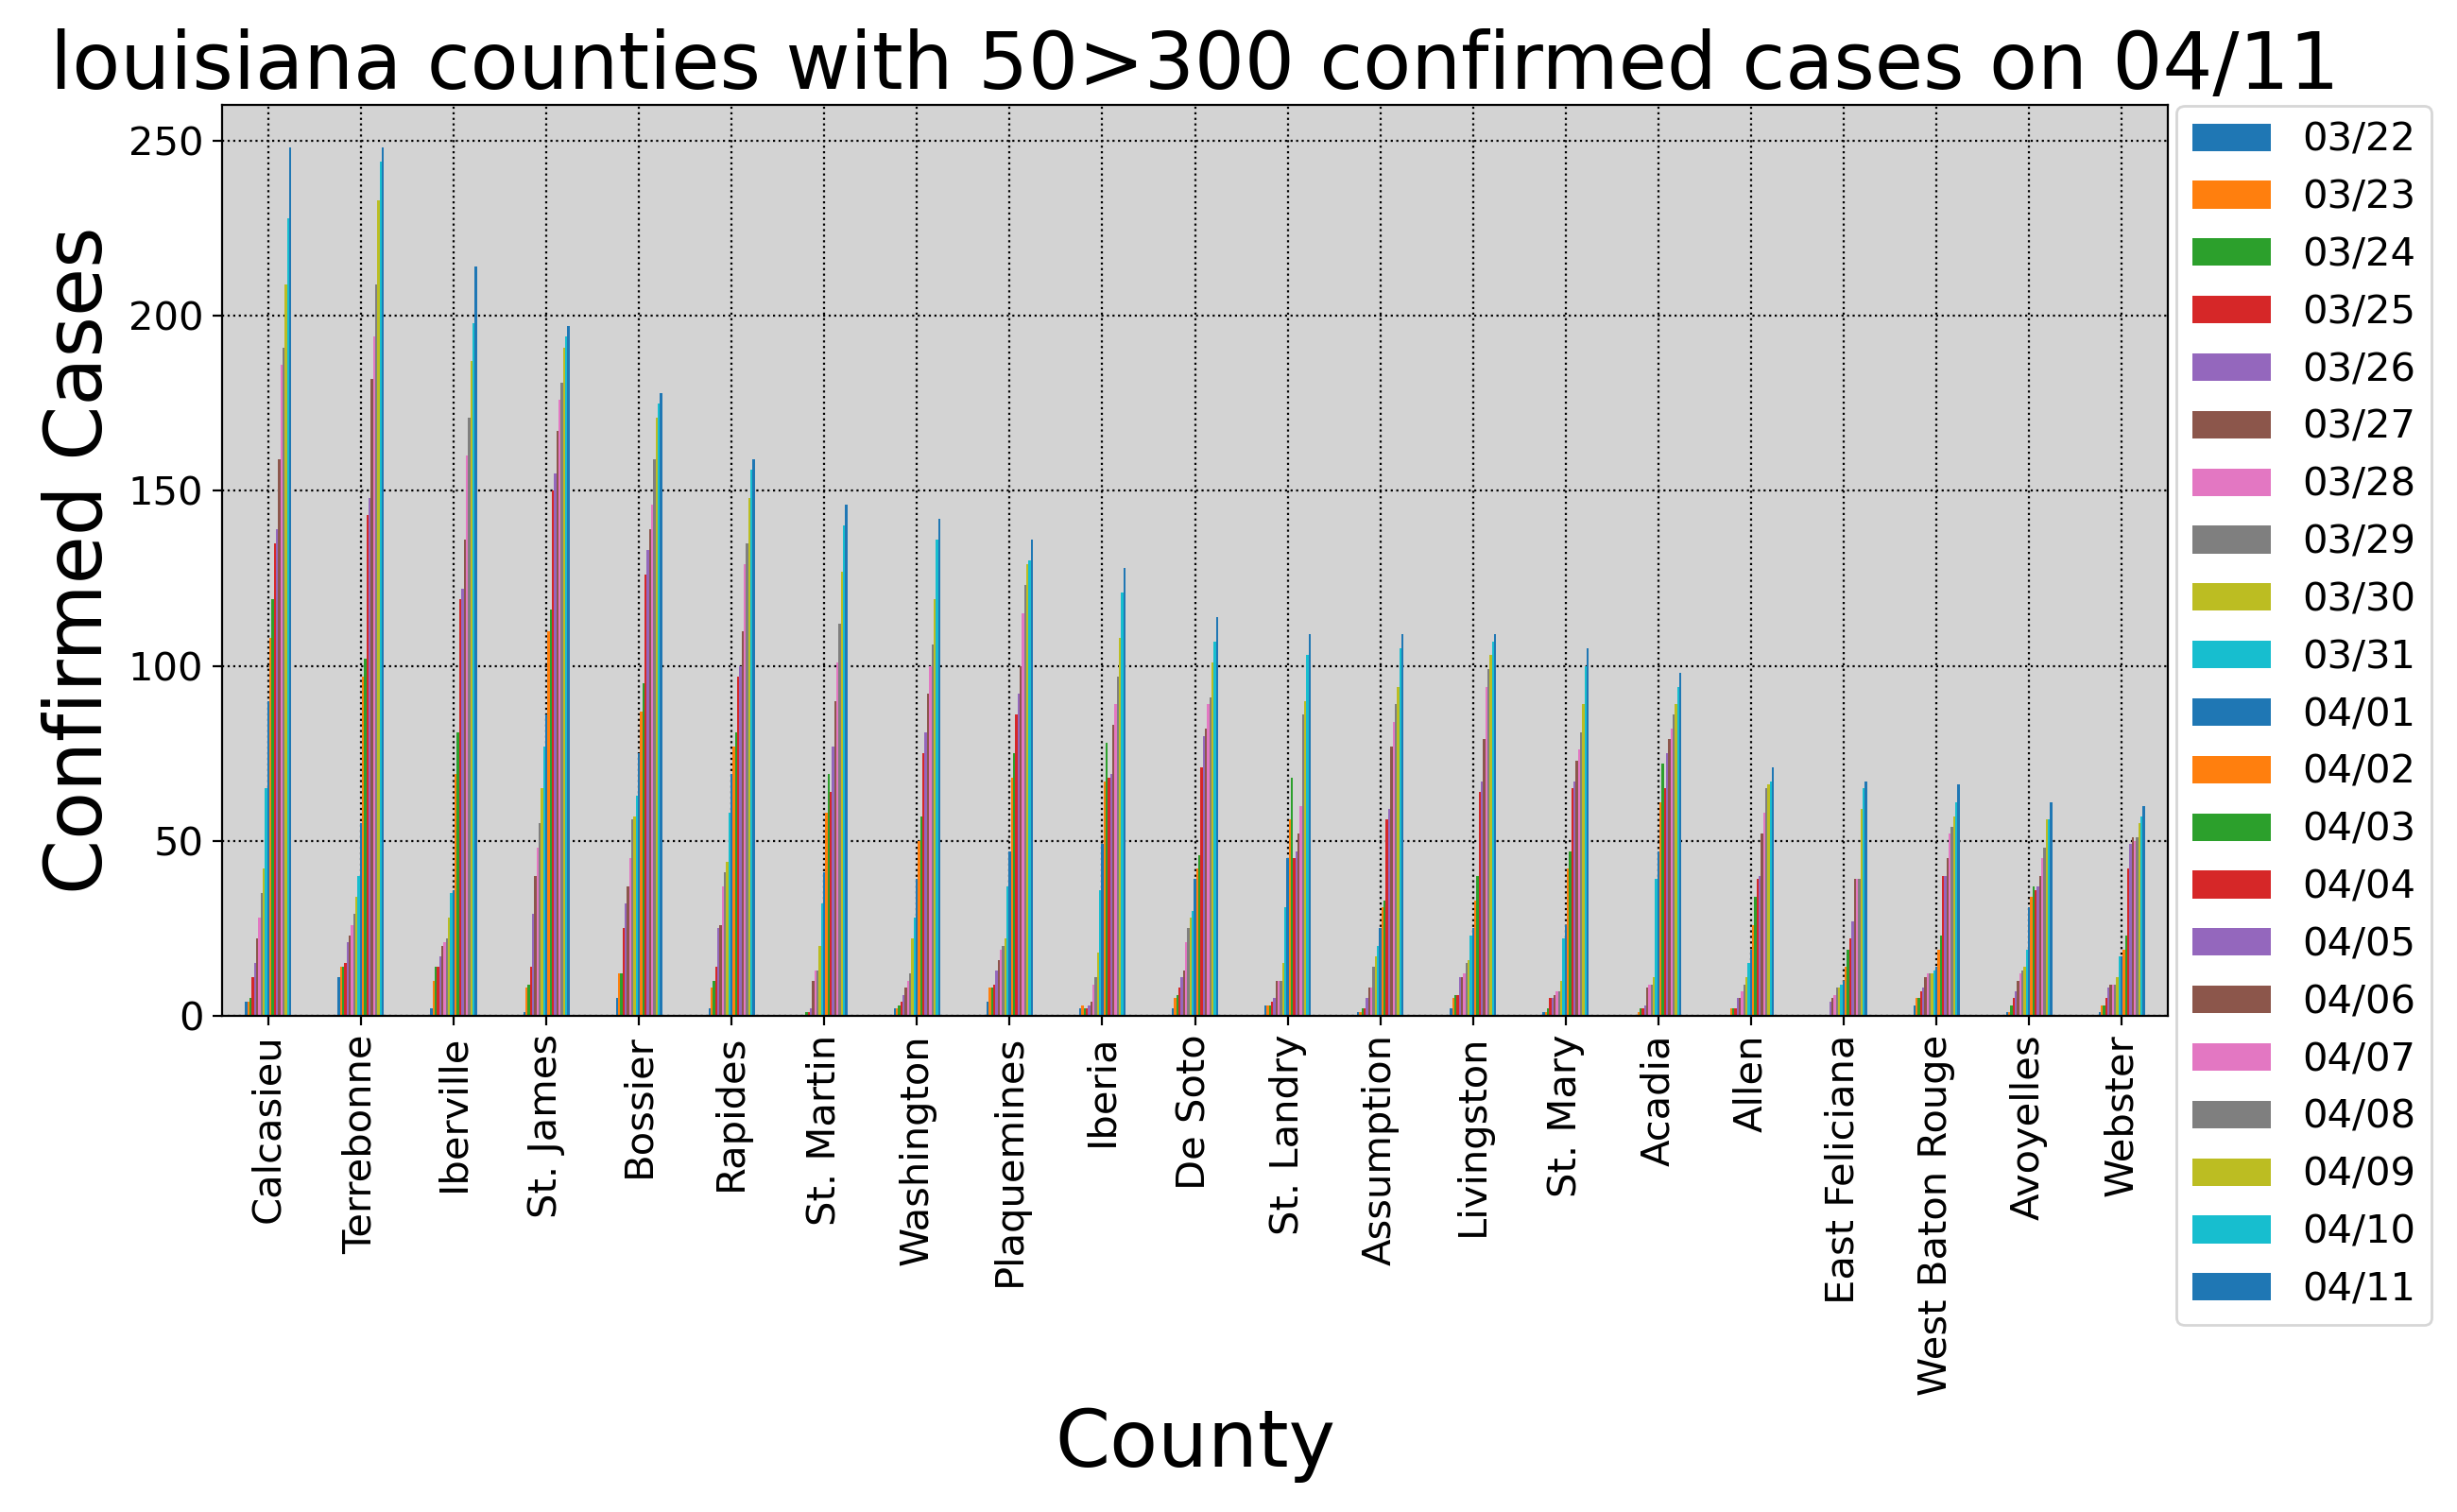 louisiana counties with 50>300 confirmed cases on 04/11
Confirmed Cases
250
200
150
100
50
0
Calcasieu
Terrebonne
Iberville
St. James
Bossier
Rapides
St. Martin
Washington
Plaquemines
Iberia
De Soto
St. Landry
Assumption
Livingston
St. Mary
Acadia
Allen
East Feliciana
West Baton Rouge
Avoyelles
Webster
County
03/22
03/23
03/24
03/25
03/26
03/27
03/28
03/29
03/30
03/31
04/01
04/02
04/03
04/04
04/05
04/06
04/07
04/08
04/09
04/10
04/11